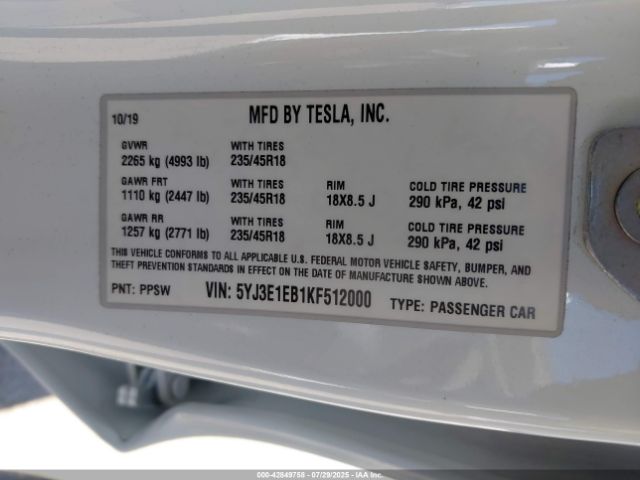 10/19 MFD BY TESLA, INC.
GVWR WITH TIRES
2265 kg (4993 lb) 235/45R18
GAWR FRT WITH TIRES RIM COLD TIRE PRESSURE
1110 kg (2447 lb) 235/45R18 18X8.5 J 290 kPa, 42 psi
GAWR RR WITH TIRES RIM COLD TIRE PRESSURE
1257 kg (2771 lb) 235/45R18 18X8.5 J 290 kPa, 42 psi
THIS VEHICLE CONFORMS TO ALL APPLICABLE U.S. FEDERAL MOTOR VEHICLE SAFETY, BUMPER, AND
THEFT PREVENTION STANDARDS IN EFFECT ON THE DATE OF MANUFACTURE SHOWN ABOVE.
PNT: PPSW VIN: 5YJ3E1EB1KF512000 TYPE: PASSENGER CAR
000-42849758 - 07/29/2025 - COPYRIGHT IAA, LLC